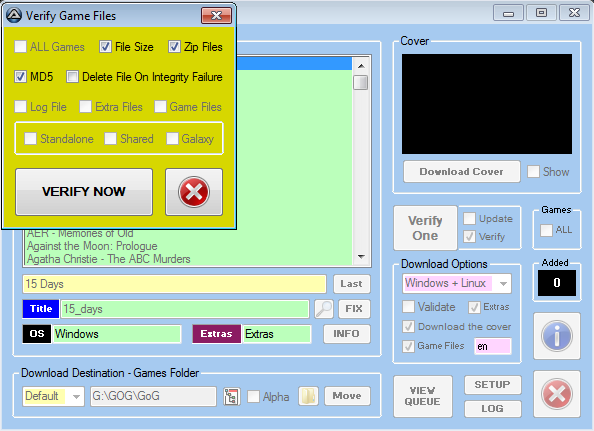 Verify Game Files
ALL Games File Size Zip Files
MD5 Delete File On Integrity Failure
Log File Extra Files Game Files
Standalone Shared Galaxy
VERIFY NOW
AER - Memories of Old
Against the Moon: Prologue
Agatha Christie - The ABC Murders
15 Days Last
Title 15_days FIX
OS Windows Extras Extras INFO
Download Destination - Games Folder
Default G:\GOG\GoG Alpha Move
Cover
Download Cover Show
Verify One Update Verify
Games
ALL
Download Options
Windows + Linux
Validate Extras
Download the cover
Game Files en
Added
0
VIEW QUEUE SETUP
LOG